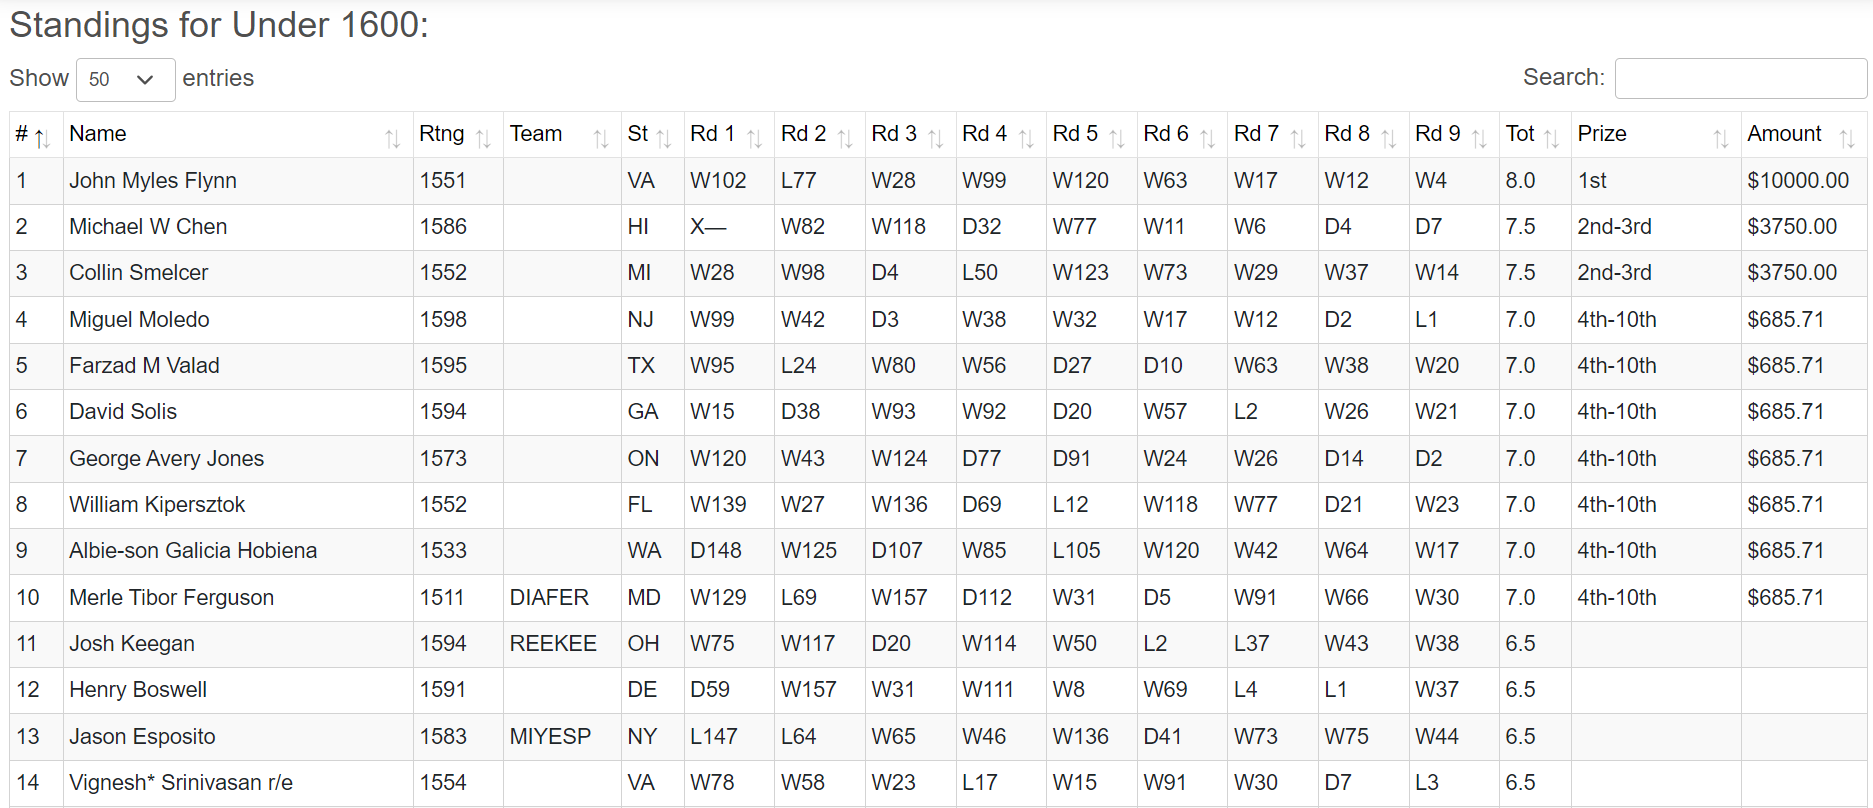 Standings for Under 1600:
Show 50 entries Search:
# Name Rtng Team St Rd 1 Rd 2 Rd 3 Rd 4 Rd 5 Rd 6 Rd 7 Rd 8 Rd 9 Tot Prize Amount
1 John Myles Flynn 1551 VA W102 L77 W28 W99 W120 W63 W17 W12 W4 8.0 1st $10000.00
2 Michael W Chen 1586 HI X— W82 W118 D32 W77 W11 W6 D4 D7 7.5 2nd-3rd $3750.00
3 Collin Smelcer 1552 MI W28 W98 D4 L50 W123 W73 W29 W37 W14 7.5 2nd-3rd $3750.00
4 Miguel Moledo 1598 NJ W99 W42 D3 W38 W32 W17 W12 D2 L1 7.0 4th-10th $685.71
5 Farzad M Valad 1595 TX W95 L24 W80 W56 D27 D10 W63 W38 W20 7.0 4th-10th $685.71
6 David Solis 1594 GA W15 D38 W93 W92 D20 W57 L2 W26 W21 7.0 4th-10th $685.71
7 George Avery Jones 1573 ON W120 W43 W124 D77 D91 W24 W26 D14 D2 7.0 4th-10th $685.71
8 William Kipersztok 1552 FL W139 W27 W136 D69 L12 W118 W77 D21 W23 7.0 4th-10th $685.71
9 Albie-son Galicia Hobiena 1533 WA D148 W125 D107 W85 L105 W120 W42 W64 W17 7.0 4th-10th $685.71
10 Merle Tibor Ferguson 1511 DIAFER MD W129 L69 W157 D112 W31 D5 W91 W66 W30 7.0 4th-10th $685.71
11 Josh Keegan 1594 REEKEE OH W75 W117 D20 W114 W50 L2 L37 W43 W38 6.5
12 Henry Boswell 1591 DE D59 W157 W31 W111 W8 W69 L4 L1 W37 6.5
13 Jason Esposito 1583 MIYESP NY L147 L64 W65 W46 W136 D41 W73 W75 W44 6.5
14 Vignesh* Srinivasan r/e 1554 VA W78 W58 W23 L17 W15 W91 W30 D7 L3 6.5